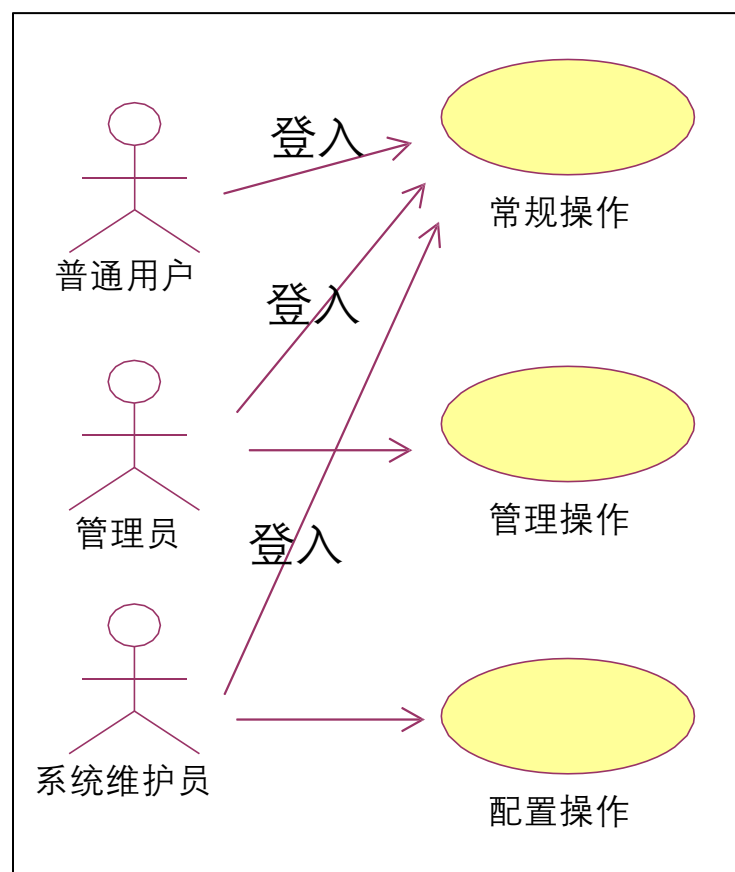 登入
常规操作
普通用户
登入
管理操作
管理员
登入
系统维护员
配置操作